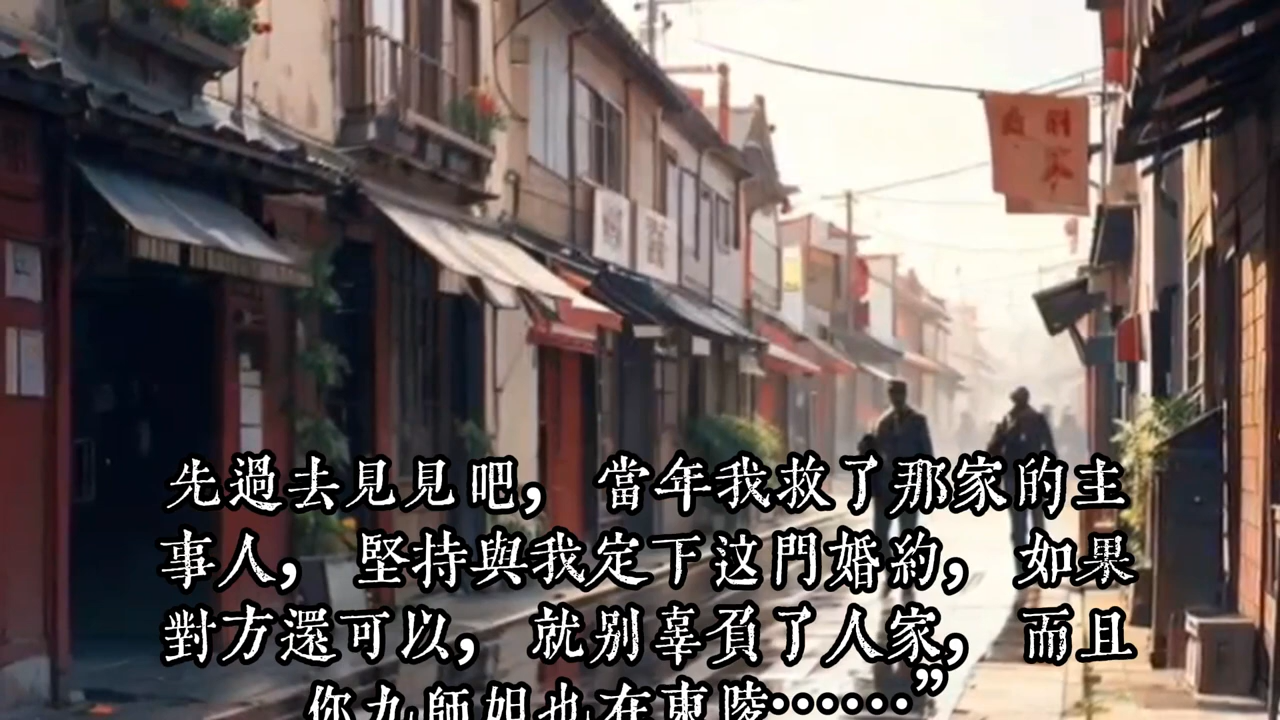 先過去見見吧， 當年我救了那家的主
事人， 堅持與我定下这門婚約， 如果
對方還可以， 就别辜負了人家， 而且
你九師姐也在東陵⋯⋯”